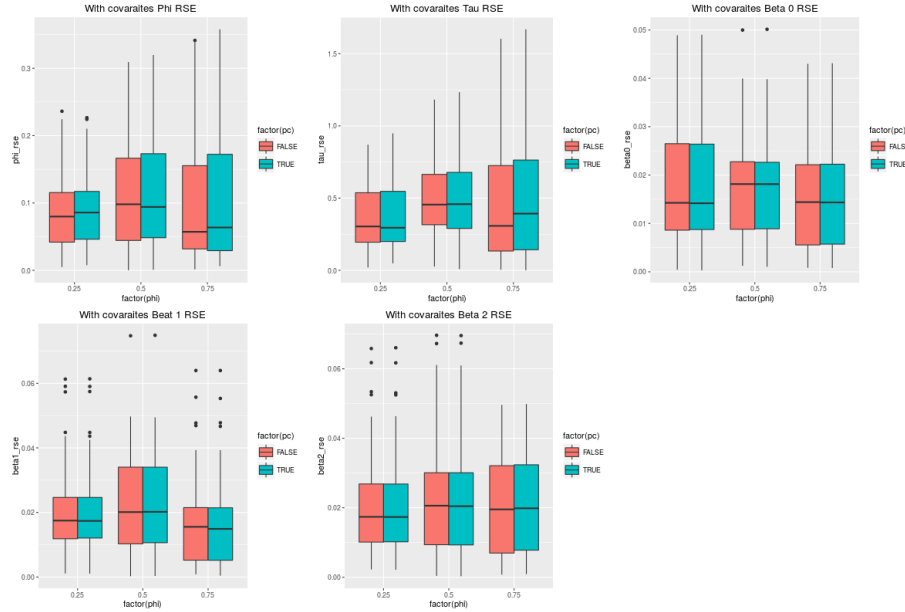 With covaraites Phi RSE
phi_rse
0.3
0.2
0.1
0.0
0.25
0.5
0.75
factor(phi)
factor(pc)
FALSE
TRUE
With covaraites Tau RSE
tau_rse
1.5
1.0
0.5
0.0
0.25
0.5
0.75
factor(phi)
factor(pc)
FALSE
TRUE
With covaraites Beta 0 RSE
beta0_rse
0.05
0.04
0.03
0.02
0.01
0.00
0.25
0.5
0.75
factor(phi)
factor(pc)
FALS
TRUE
With covaraites Beat 1 RSE
beta1_rse
0.06
0.04
0.02
0.00
0.25
0.5
0.75
factor(phi)
factor(pc)
FALSE
TRUE
With covaraites Beta 2 RSE
beta2_rse
0.06
0.04
0.02
0.00
0.25
0.5
0.75
factor(phi)
factor(pc)
FALSE
TRUE